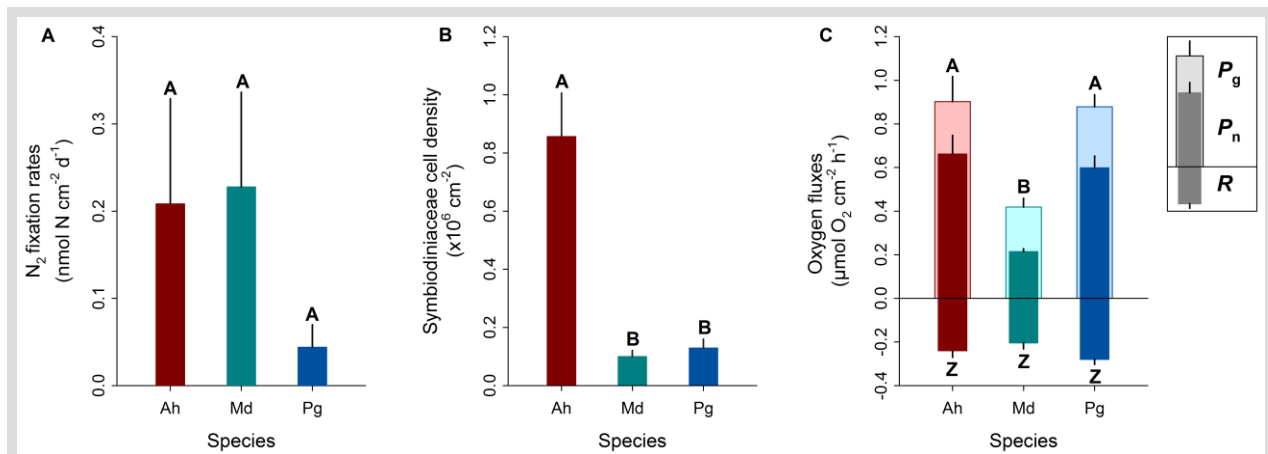 A
N₂ fixation rates
(nmol N cm⁻² d⁻¹)
0.4
0.3
0.2
0.1
0.0
A
A
A
Ah
Md
Pg
Species
B
Symbiodiniaceae cell density
(x10⁶ cm⁻²)
1.2
1.0
0.8
0.6
0.4
0.2
0.0
A
B
B
Ah
Md
Pg
Species
C
Oxygen fluxes
(µmol O₂ cm⁻² h⁻¹)
1.2
1.0
0.8
0.6
0.4
0.2
0.0
-0.2
-0.4
A
B
A
Z
Z
Z
Ah
Md
Pg
Species
Pg
Pn
R